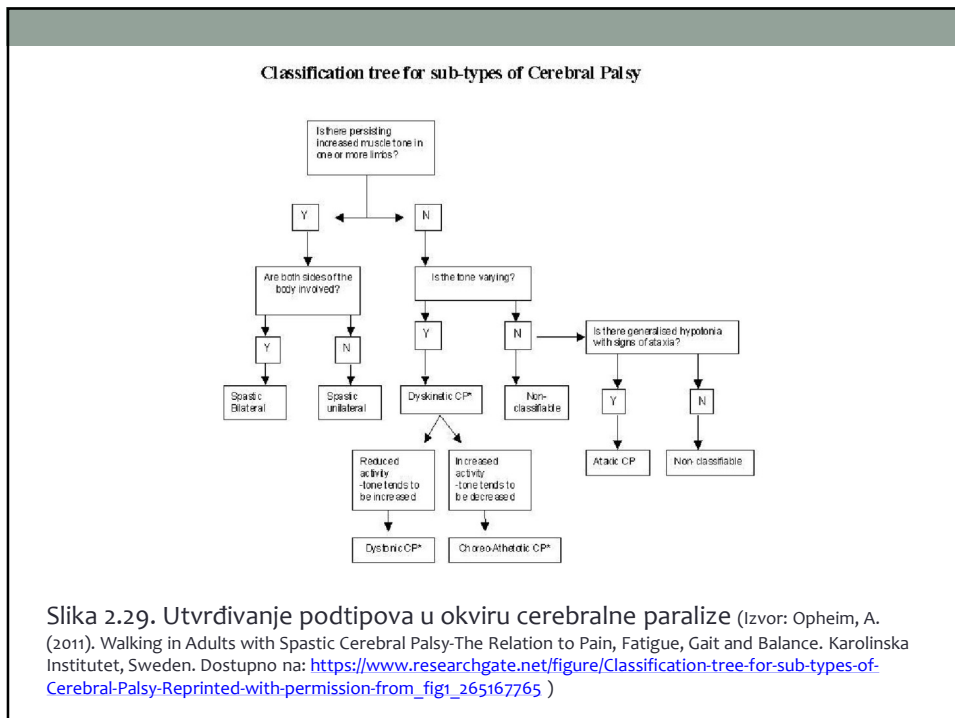 Classification tree for sub-types of Cerebral Palsy
Is there persisting
increased muscle tone in
one or more limbs?
Y
N
Are both sides of the
body involved?
Is the tone varying?
Y
N
Y
N
Is there generalised hypotonia
with signs of ataxia?
Spastic
Bilateral
Spastic
unilateral
Dyskinetic CP*
Non-
classifiable
Y
N
Reduced
activity
-tone tends to
be increased
Increased
activity
-tone tends to
be decreased
Ataxic CP
Non-classifiable
Dystonic CP*
Choreo-Athetotic CP*
Slika 2.29. Utvrđivanje podtipova u okviru cerebralne paralize (Izvor: Opheim, A.
(2011). Walking in Adults with Spastic Cerebral Palsy-The Relation to Pain, Fatigue, Gait and Balance. Karolinska
Institutet, Sweden. Dostupno na: https://www.researchgate.net/figure/Classification-tree-for-sub-types-of-
Cerebral-Palsy-Reprinted-with-permission-from_fig1_265167765 )